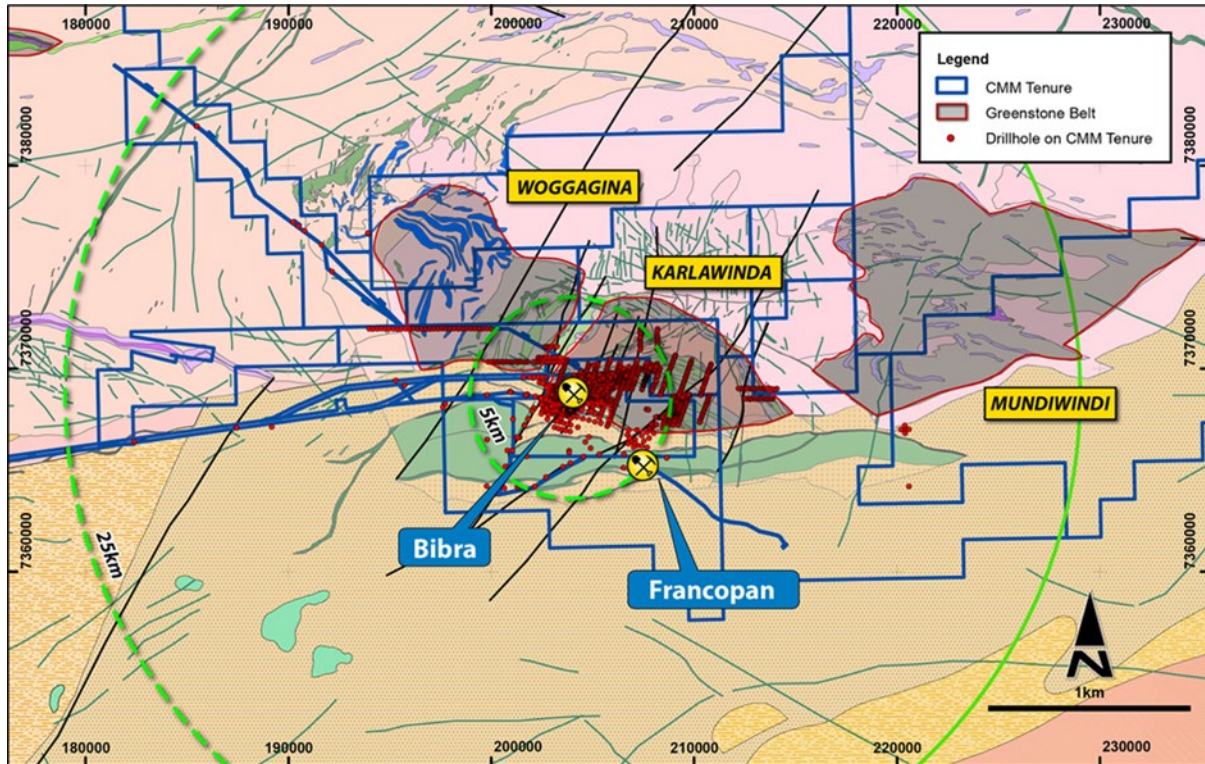 180000
190000
200000
210000
220000
230000
Legend
CMM Tenure
Greenstone Belt
Drillhole on CMM Tenure
7380000
7380000
WOGGAGINA
KARLAWINDA
7370000
7370000
MUNDIWINDI
5km
25km
Bibra
Francopan
7360000
7360000
N
1km
180000
190000
200000
210000
220000
230000